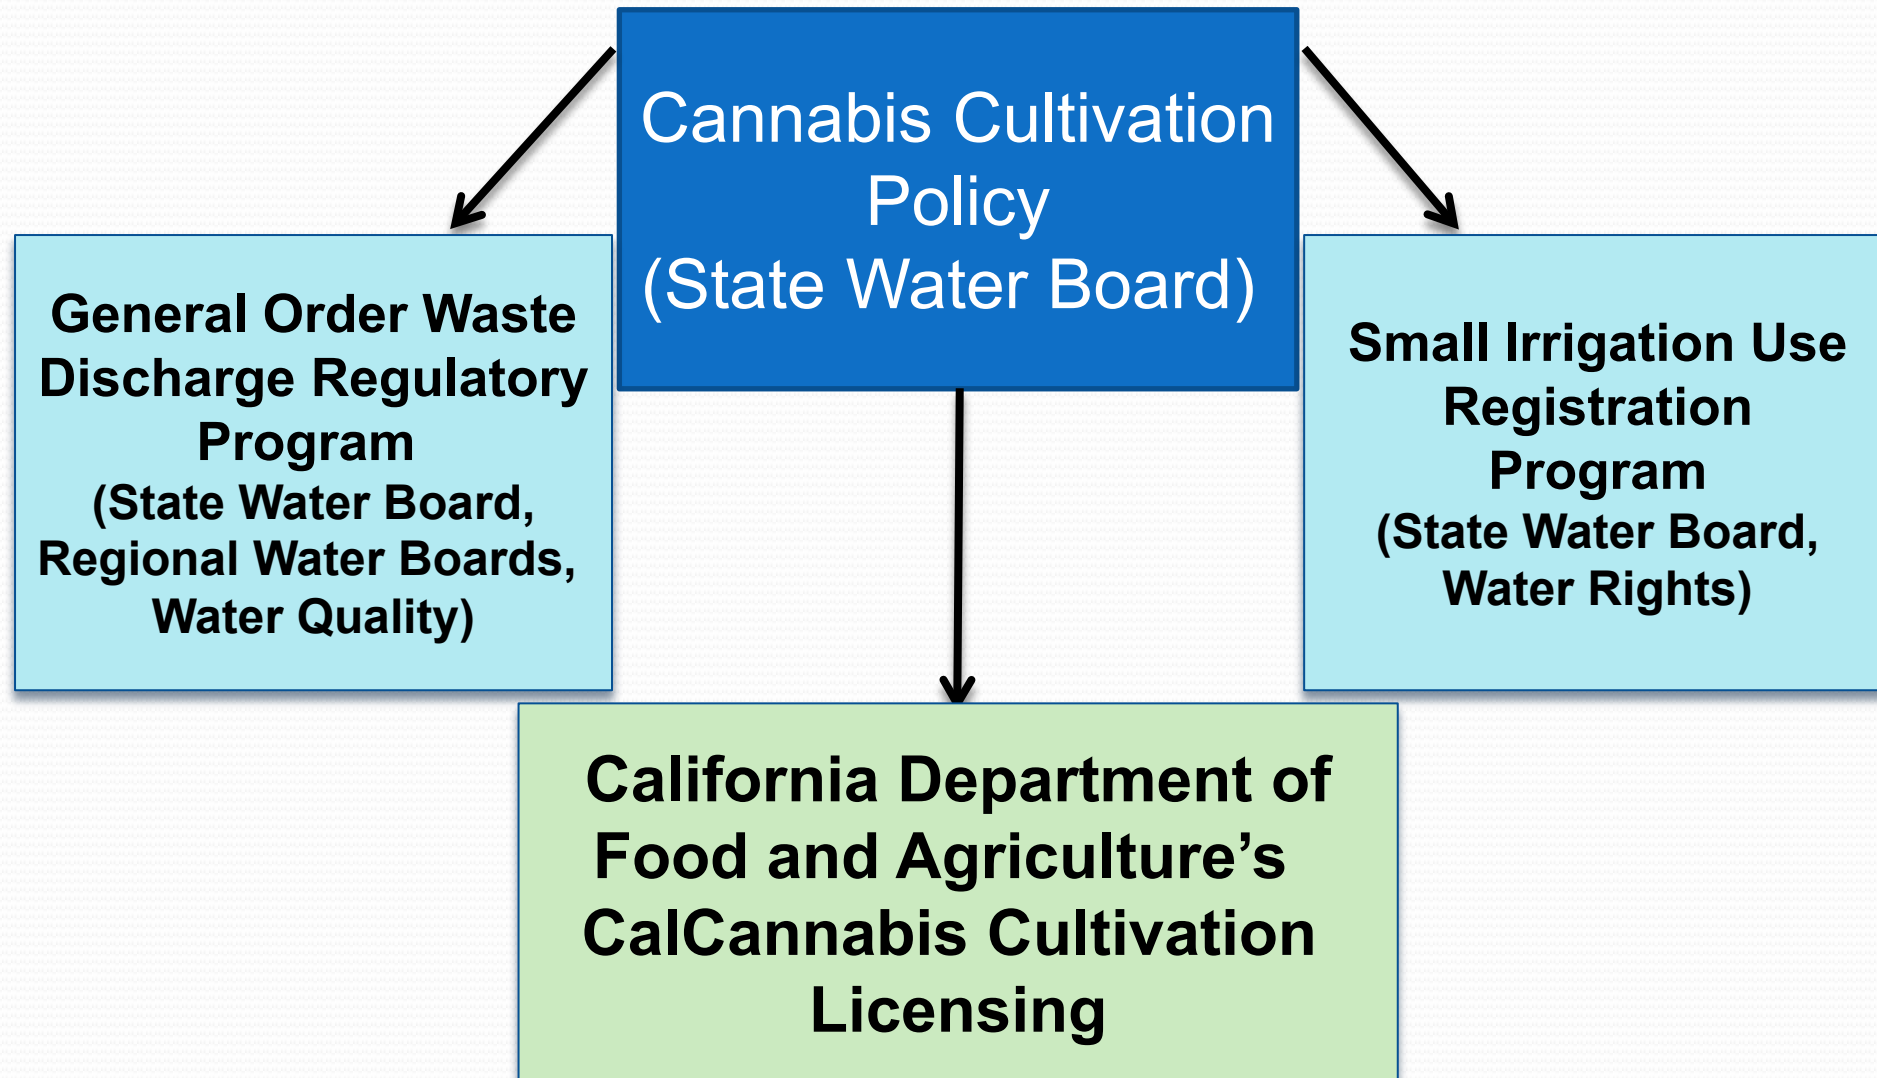 Cannabis Cultivation
Policy
(State Water Board)
General Order Waste
Discharge Regulatory
Program
(State Water Board,
Regional Water Boards,
Water Quality)
Small Irrigation Use
Registration
Program
(State Water Board,
Water Rights)
California Department of
Food and Agriculture’s
CalCannabis Cultivation
Licensing